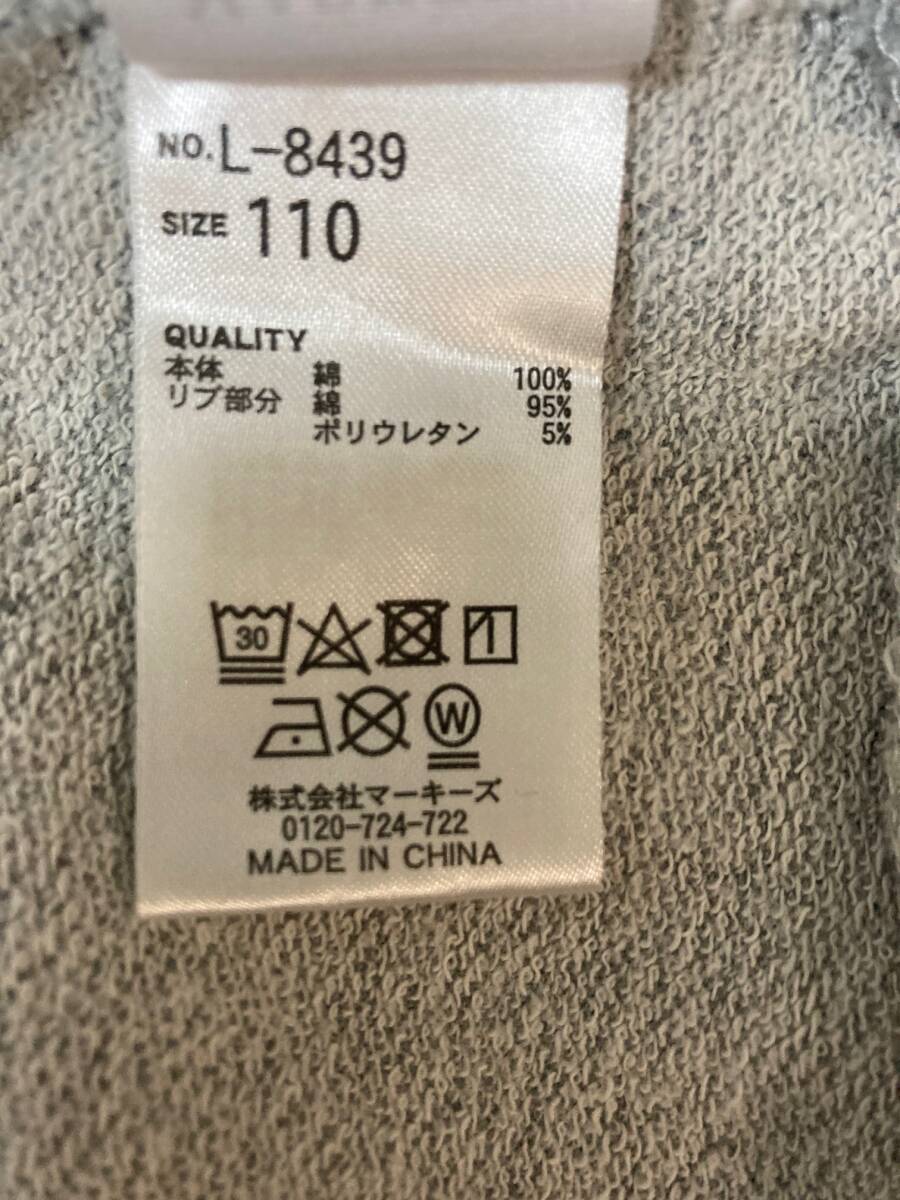 NO. L-8439
SIZE 110
QUALITY
本体 綿 100%
リブ部分 綿 95%
ポリウレタン 5%
30
W
株式会社マーキーズ
0120-724-722
MADE IN CHINA